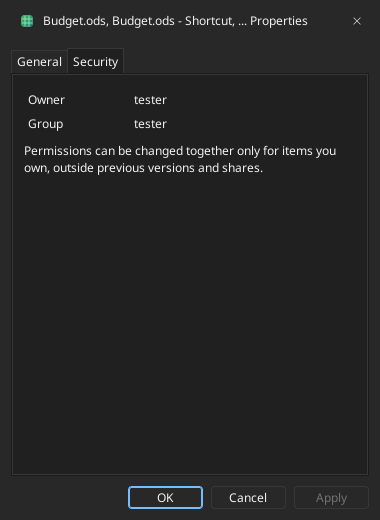 Budget.ods, Budget.ods - Shortcut, ... Properties
General Security
Owner tester
Group tester
Permissions can be changed together only for items you
own, outside previous versions and shares.
OK Cancel Apply